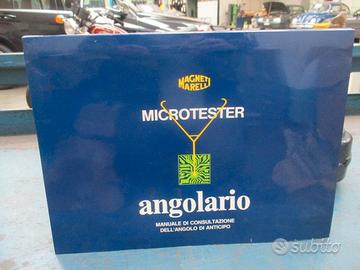 MAGNETI
MARELLI
MICROTESTER
angolario
MANUALE DI CONSULTAZIONE
DELL'ANGOLO DI ANTICIPO
subito